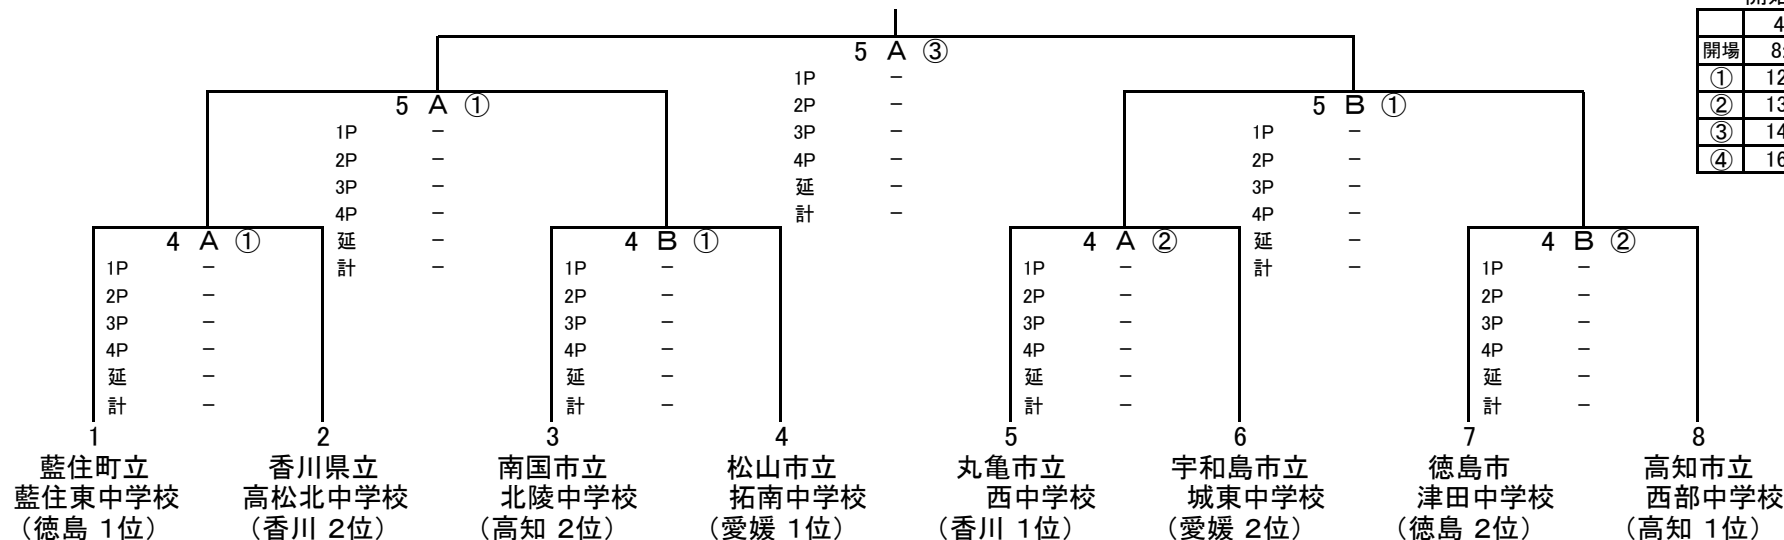 5 A ③
1P －
2P －
3P －
4P －
延 －
計 －
5 A ①
1P －
2P －
3P －
4P －
延 －
計 －
5 B ①
1P －
2P －
3P －
4P －
延 －
計 －
4 A ①
1P －
2P －
3P －
4P －
延 －
計 －
4 B ①
1P －
2P －
3P －
4P －
延 －
計 －
4 A ②
1P －
2P －
3P －
4P －
延 －
計 －
4 B ②
1P －
2P －
3P －
4P －
延 －
計 －
1
藍住町立
藍住東中学校
（徳島 1位）
2
香川県立
高松北中学校
（香川 2位）
3
南国市立
北陵中学校
（高知 2位）
4
松山市立
拓南中学校
（愛媛 1位）
5
丸亀市立
西中学校
（香川 1位）
6
宇和島市立
城東中学校
（愛媛 2位）
7
徳島市
津田中学校
（徳島 2位）
8
高知市立
西部中学校
（高知 1位）
4
開場 8:
① 12
② 13
③ 14
④ 16